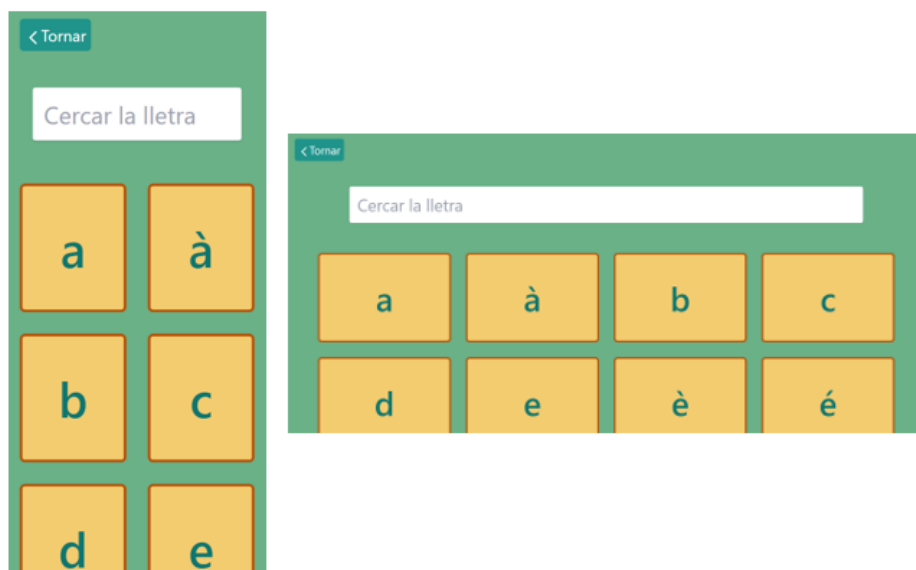 Tornar
Cercar la lletra
a à
b c
d e
Tornar
Cercar la lletra
a à b c
d e è é